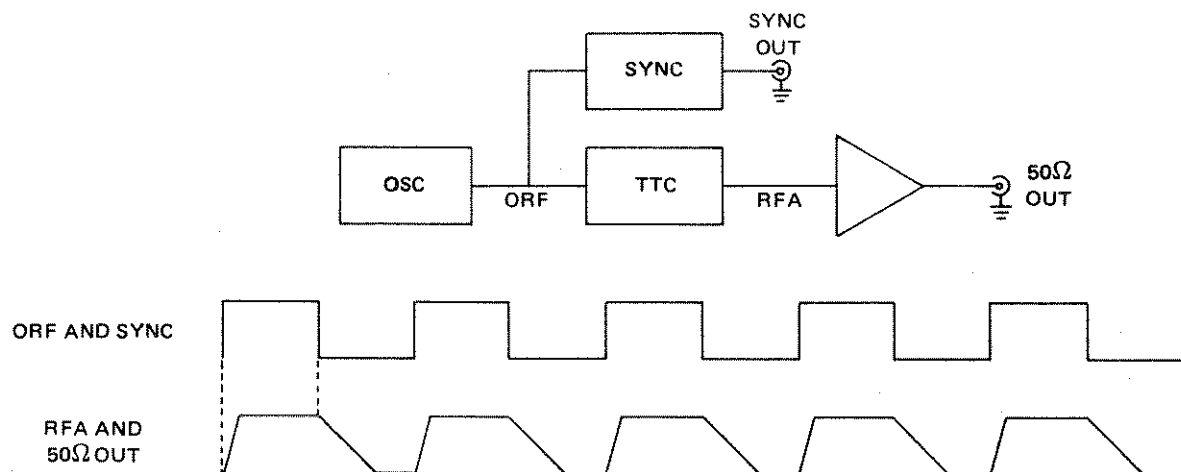 SYNC
OUT
SYNC
OSC
ORF
TTC
RFA
50Ω
OUT
ORF AND SYNC
RFA AND
50Ω OUT